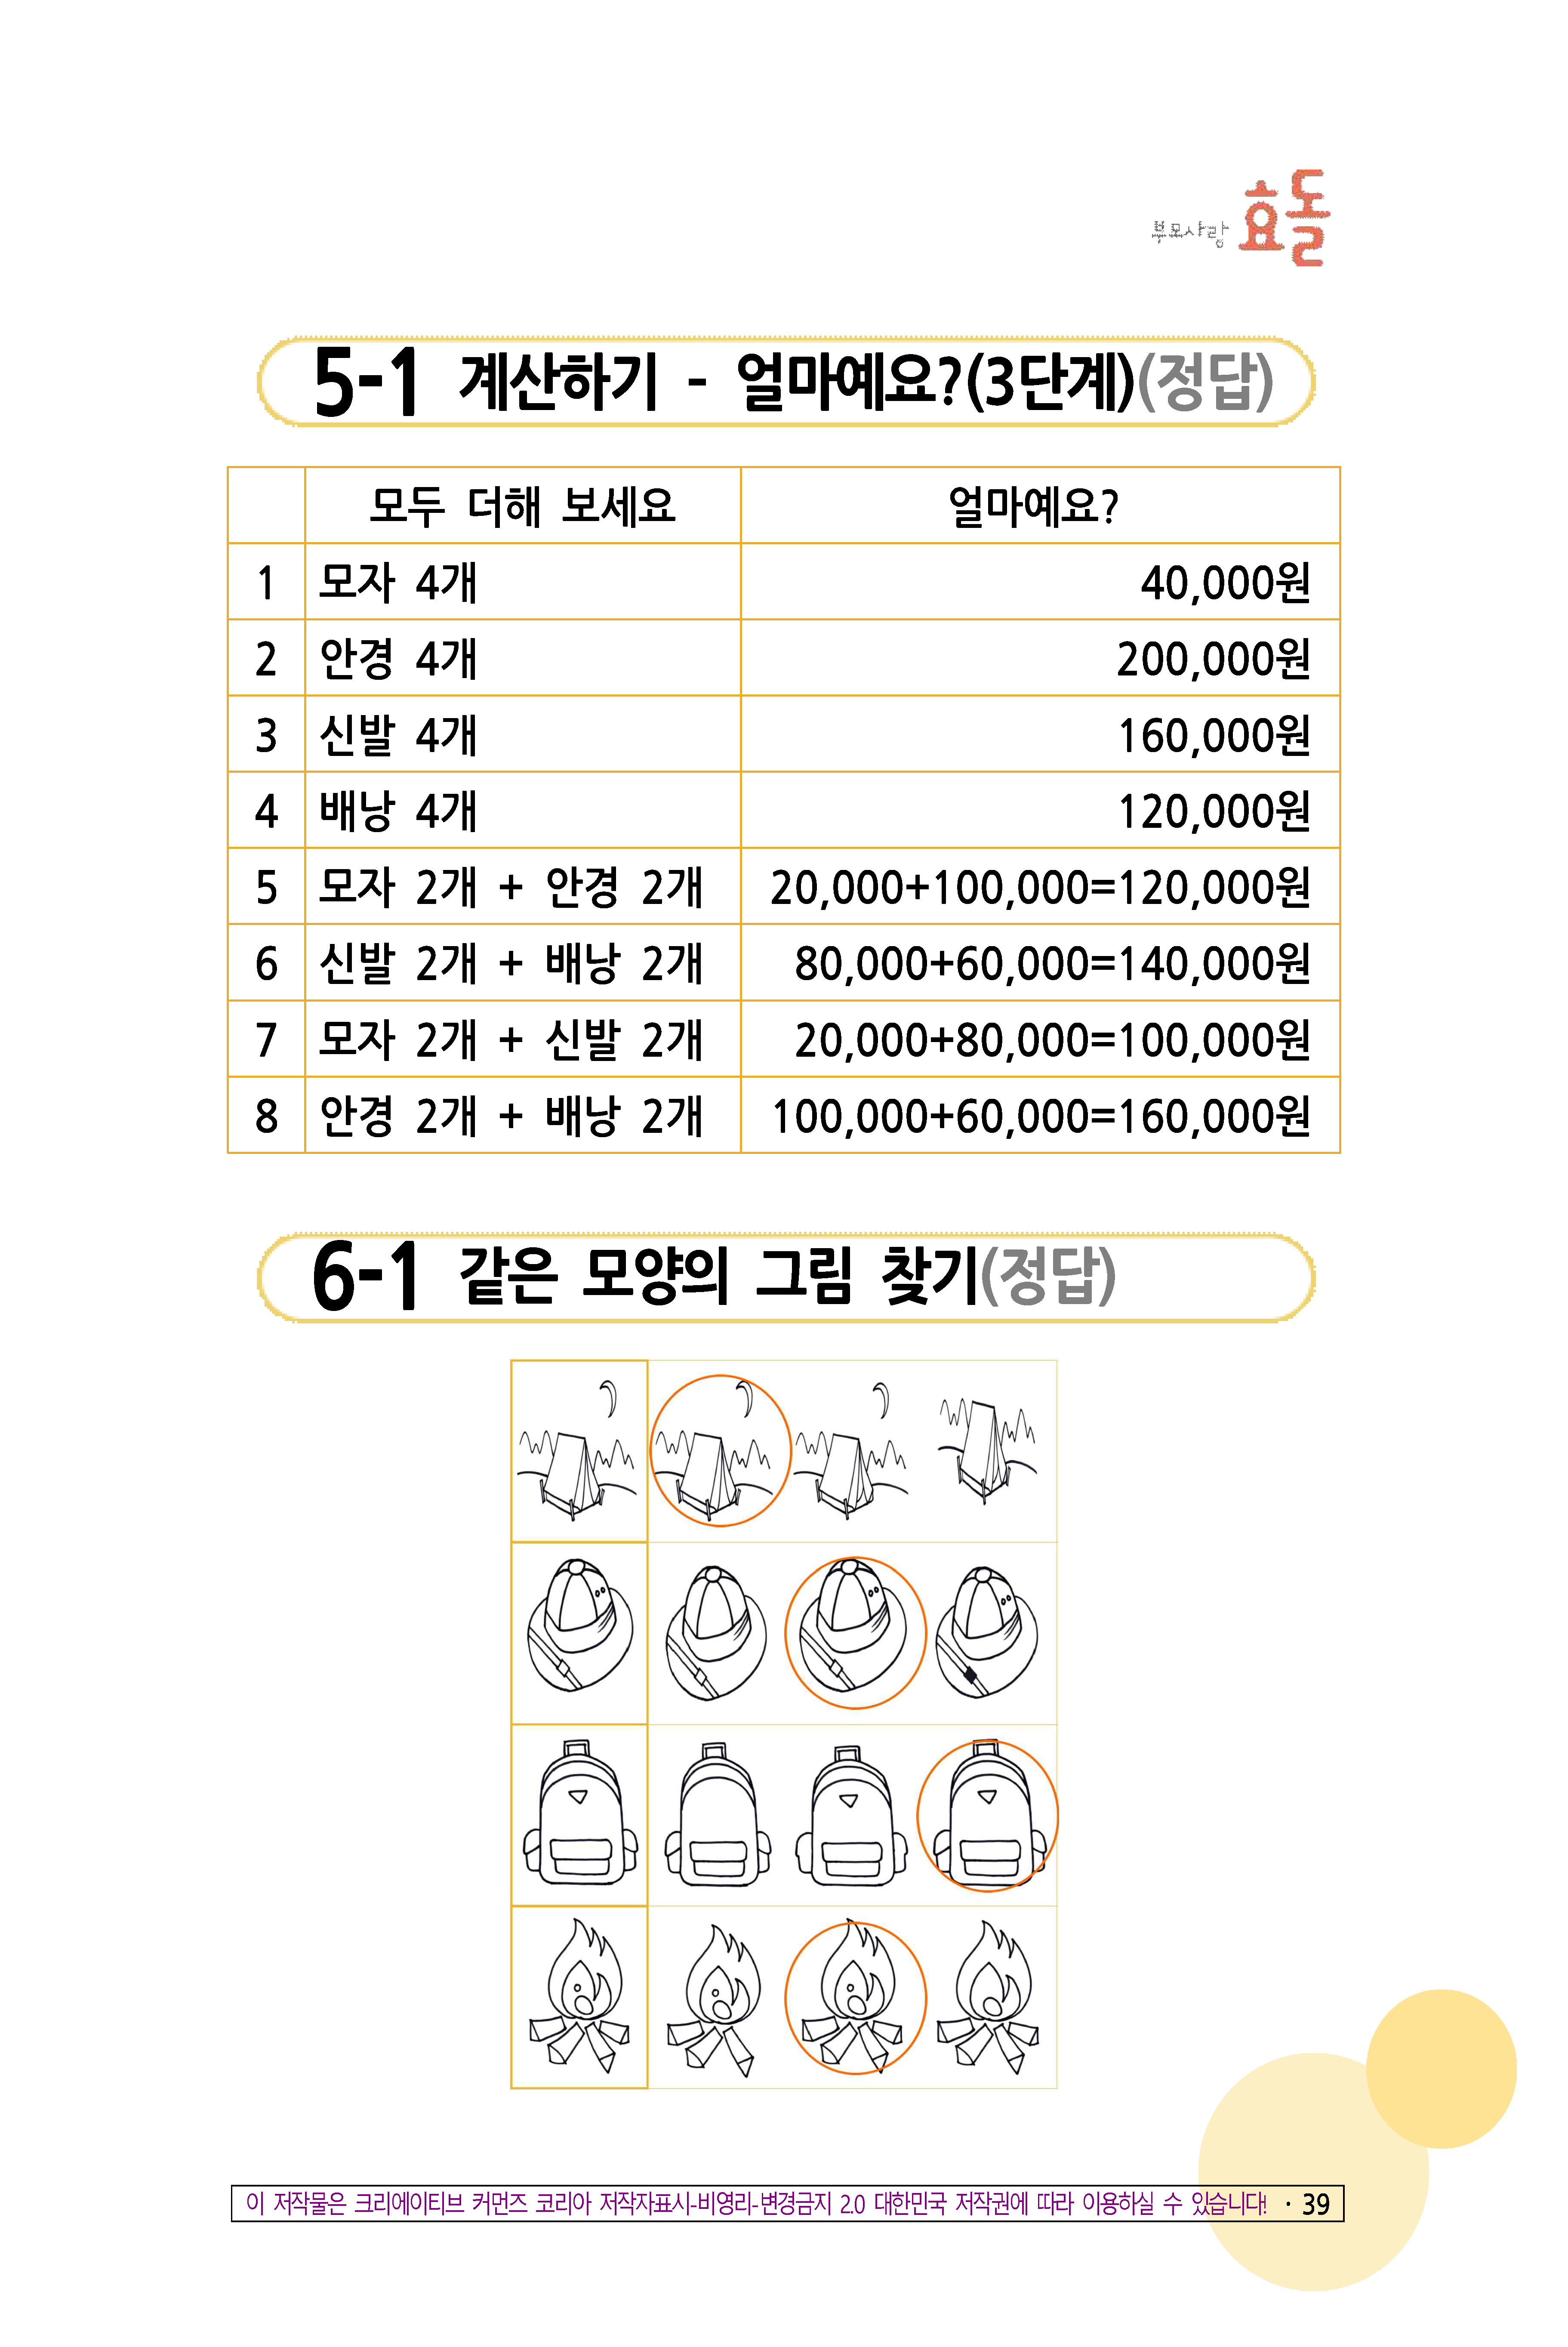 부모사랑 효돌
5-1 계산하기 - 얼마예요?(3단계)(정답)
모두 더해 보세요 얼마예요?
1 모자 4개 40,000원
2 안경 4개 200,000원
3 신발 4개 160,000원
4 배낭 4개 120,000원
5 모자 2개 + 안경 2개 20,000+100,000=120,000원
6 신발 2개 + 배낭 2개 80,000+60,000=140,000원
7 모자 2개 + 신발 2개 20,000+80,000=100,000원
8 안경 2개 + 배낭 2개 100,000+60,000=160,000원
6-1 같은 모양의 그림 찾기(정답)
이 저작물은 크리에이티브 커먼즈 코리아 저작자표시-비영리-변경금지 2.0 대한민국 저작권에 따라 이용하실 수 있습니다! · 39